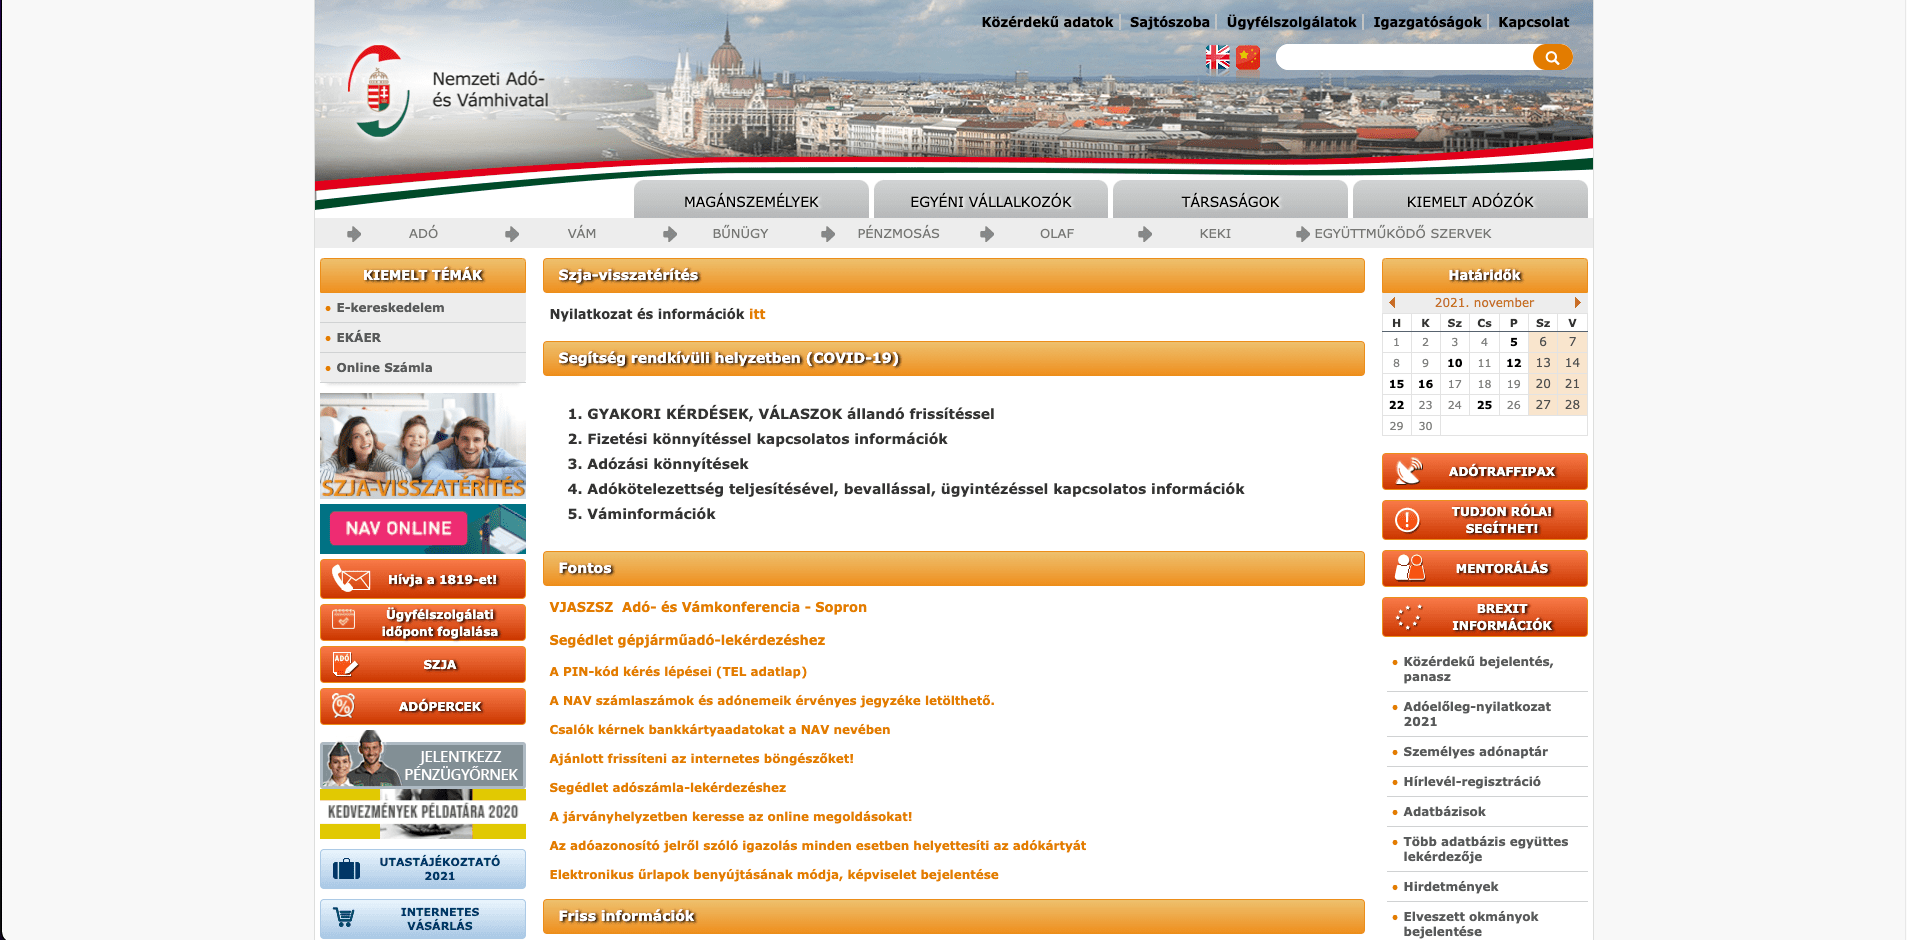 Közérdekű adatok Sajtószoba Ügyfélszolgálatok Igazgatóságok Kapcsolat
Nemzeti Adó-
és Vámhivatal
MAGÁNSZEMÉLYEK EGYÉNI VÁLLALKOZÓK TÁRSASÁGOK KIEMELT ADÓZÓK
ADÓ VÁM BŰNÜGY PÉNZMOSÁS OLAF KEKI EGYÜTTMŰKÖDŐ SZERVEK
KIEMELT TÉMÁK
E-kereskedelem
EKÁER
Online Számla
SZJA-VISSZATÉRÍTÉS
NAV ONLINE
Hívja a 1819-et!
Ügyfélszolgálati
időpont foglalása
ADÓ
SZJA
ADÓPERCEK
JELENTKEZZ
PÉNZÜGYŐRNEK
KEDVEZMÉNYEK PÉLDATÁRA 2020
UTASTÁJÉKOZTATÓ
2021
INTERNETES
VÁSÁRLÁS
Szja-visszatérítés
Nyilatkozat és információk itt
Segítség rendkívüli helyzetben (COVID-19)
1. GYAKORI KÉRDÉSEK, VÁLASZOK állandó frissítéssel
2. Fizetési könnyítéssel kapcsolatos információk
3. Adózási könnyítések
4. Adókötelezettség teljesítésével, bevallással, ügyintézéssel kapcsolatos információk
5. Váminformációk
Fontos
VJASZSZ Adó- és Vámkonferencia - Sopron
Segédlet gépjárműadó-lekérdezéshez
A PIN-kód kérés lépései (TEL adatlap)
A NAV számlaszámok és adónemeik érvényes jegyzéke letölthető.
Csalók kérnek bankkártyaadatokat a NAV nevében
Ajánlott frissíteni az internetes böngészőket!
Segédlet adószámla-lekérdezéshez
A járványhelyzetben keresse az online megoldásokat!
Az adóazonosító jelről szóló igazolás minden esetben helyettesíti az adókártyát
Elektronikus űrlapok benyújtásának módja, képviselet bejelentése
Friss információk
Határidők
2021. november
H K Sz Cs P Sz V
1 2 3 4 5 6 7
8 9 10 11 12 13 14
15 16 17 18 19 20 21
22 23 24 25 26 27 28
29 30
ADÓTRAFFIPAX
TUDJON RÓLA!
SEGÍTHET!
MENTORÁLÁS
BREXIT
INFORMÁCIÓK
Közérdekű bejelentés,
panasz
Adóelőleg-nyilatkozat
2021
Személyes adónaptár
Hírlevél-regisztráció
Adatbázisok
Több adatbázis együttes
lekérdezője
Hirdetmények
Elveszett okmányok
bejelentése